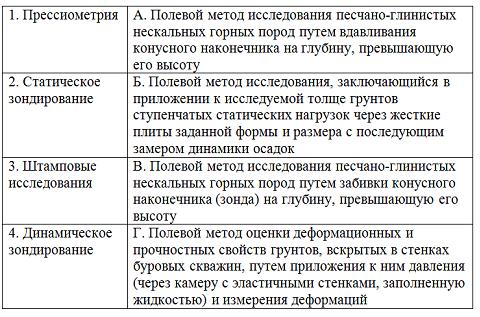 1. Прессиометрия
А. Полевой метод исследования песчано-глинистых
нескальных горных пород путем вдавливания
конусного наконечника на глубину, превышающую
его высоту
2. Статическое
зондирование
Б. Полевой метод исследования, заключающийся в
приложении к исследуемой толще грунтов
ступенчатых статических нагрузок через жесткие
плиты заданной формы и размера с последующим
замером динамики осадок
3. Штамповые
исследования
В. Полевой метод исследования песчано-глинистых
нескальных горных пород путем забивки конусного
наконечника (зонда) на глубину, превышающую его
высоту
4. Динамическое
зондирование
Г. Полевой метод оценки деформационных и
прочностных свойств грунтов, вскрытых в стенках
буровых скважин, путем приложения к ним давления
(через камеру с эластичными стенками, заполненную
жидкостью) и измерения деформаций